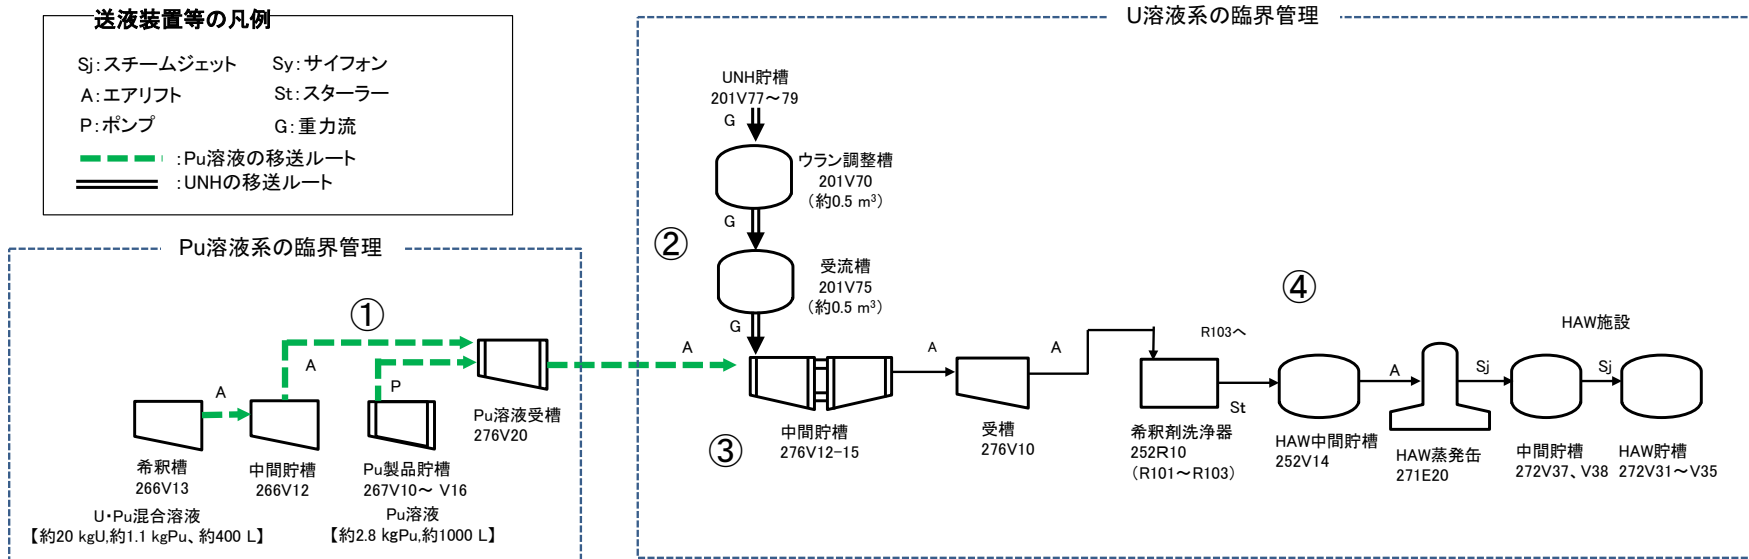 送液装置等の凡例
Sj:スチームジェット Sy:サイフォン
A:エアリフト St:スターラー
P:ポンプ G:重力流
:Pu溶液の移送ルート
:UNHの移送ルート
Pu溶液系の臨界管理
①
A
A
P
希釈槽
266V13
中間貯槽
266V12
Pu製品貯槽
267V10～ V16
Pu溶液受槽
276V20
U・Pu混合溶液
【約20 kgU,約1.1 kgPu、約400 L】
Pu溶液
【約2.8 kgPu,約1000 L】
U溶液系の臨界管理
UNH貯槽
201V77～79
G
ウラン調整槽
201V70
（約0.5 m³）
G
②
受流槽
201V75
（約0.5 m³）
G
A
③
中間貯槽
276V12-15
A
受槽
276V10
A
R103へ
希釈剤洗浄器
252R10
（R101～R103）
St
④
HAW中間貯槽
252V14
A
HAW蒸発缶
271E20
Sj
中間貯槽
272V37、V38
Sj
HAW施設
HAW貯槽
272V31～V35